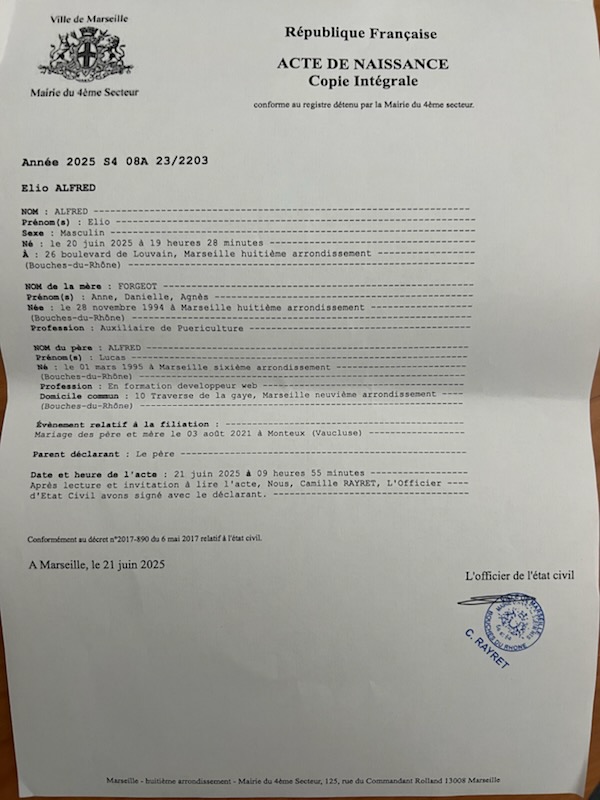 Ville de Marseille
Mairie du 4ème Secteur
République Française
ACTE DE NAISSANCE
Copie Intégrale
conforme au registre détenu par la Mairie du 4ème secteur.
Année 2025 S4 08A 23/2203
Elio ALFRED
NOM : ALFRED
Prénom(s) : Elio
Sexe : Masculin
Né : le 20 juin 2025 à 19 heures 28 minutes
À : 26 boulevard de Louvain, Marseille huitième arrondissement
(Bouches-du-Rhône)
NOM de la mère : FORGEOT
Prénom(s) : Anne, Danielle, Agnès
Née : le 28 novembre 1994 à Marseille huitième arrondissement
(Bouches-du-Rhône)
Profession : Auxiliaire de Puericulture
NOM du père : ALFRED
Prénom(s) : Lucas
Né : le 01 mars 1995 à Marseille sixième arrondissement
(Bouches-du-Rhône)
Profession : En formation developpeur web
Domicile commun : 10 Traverse de la gaye, Marseille neuvième arrondissement
(Bouches-du-Rhône)
Évènement relatif à la filiation :
Mariage des père et mère le 03 août 2021 à Monteux (Vaucluse)
Parent déclarant : Le père
Date et heure de l'acte : 21 juin 2025 à 09 heures 55 minutes
Après lecture et invitation à lire l'acte, Nous, Camille RAYRET, L'Officier
d'Etat Civil avons signé avec le déclarant.
Conformément au décret n°2017-890 du 6 mai 2017 relatif à l'état civil.
A Marseille, le 21 juin 2025
L'officier de l'état civil
BOUCHES DU RHONE
C. RAYRET
Marseille - huitième arrondissement - Mairie du 4ème Secteur, 125, rue du Commandant Rolland 13008 Marseille